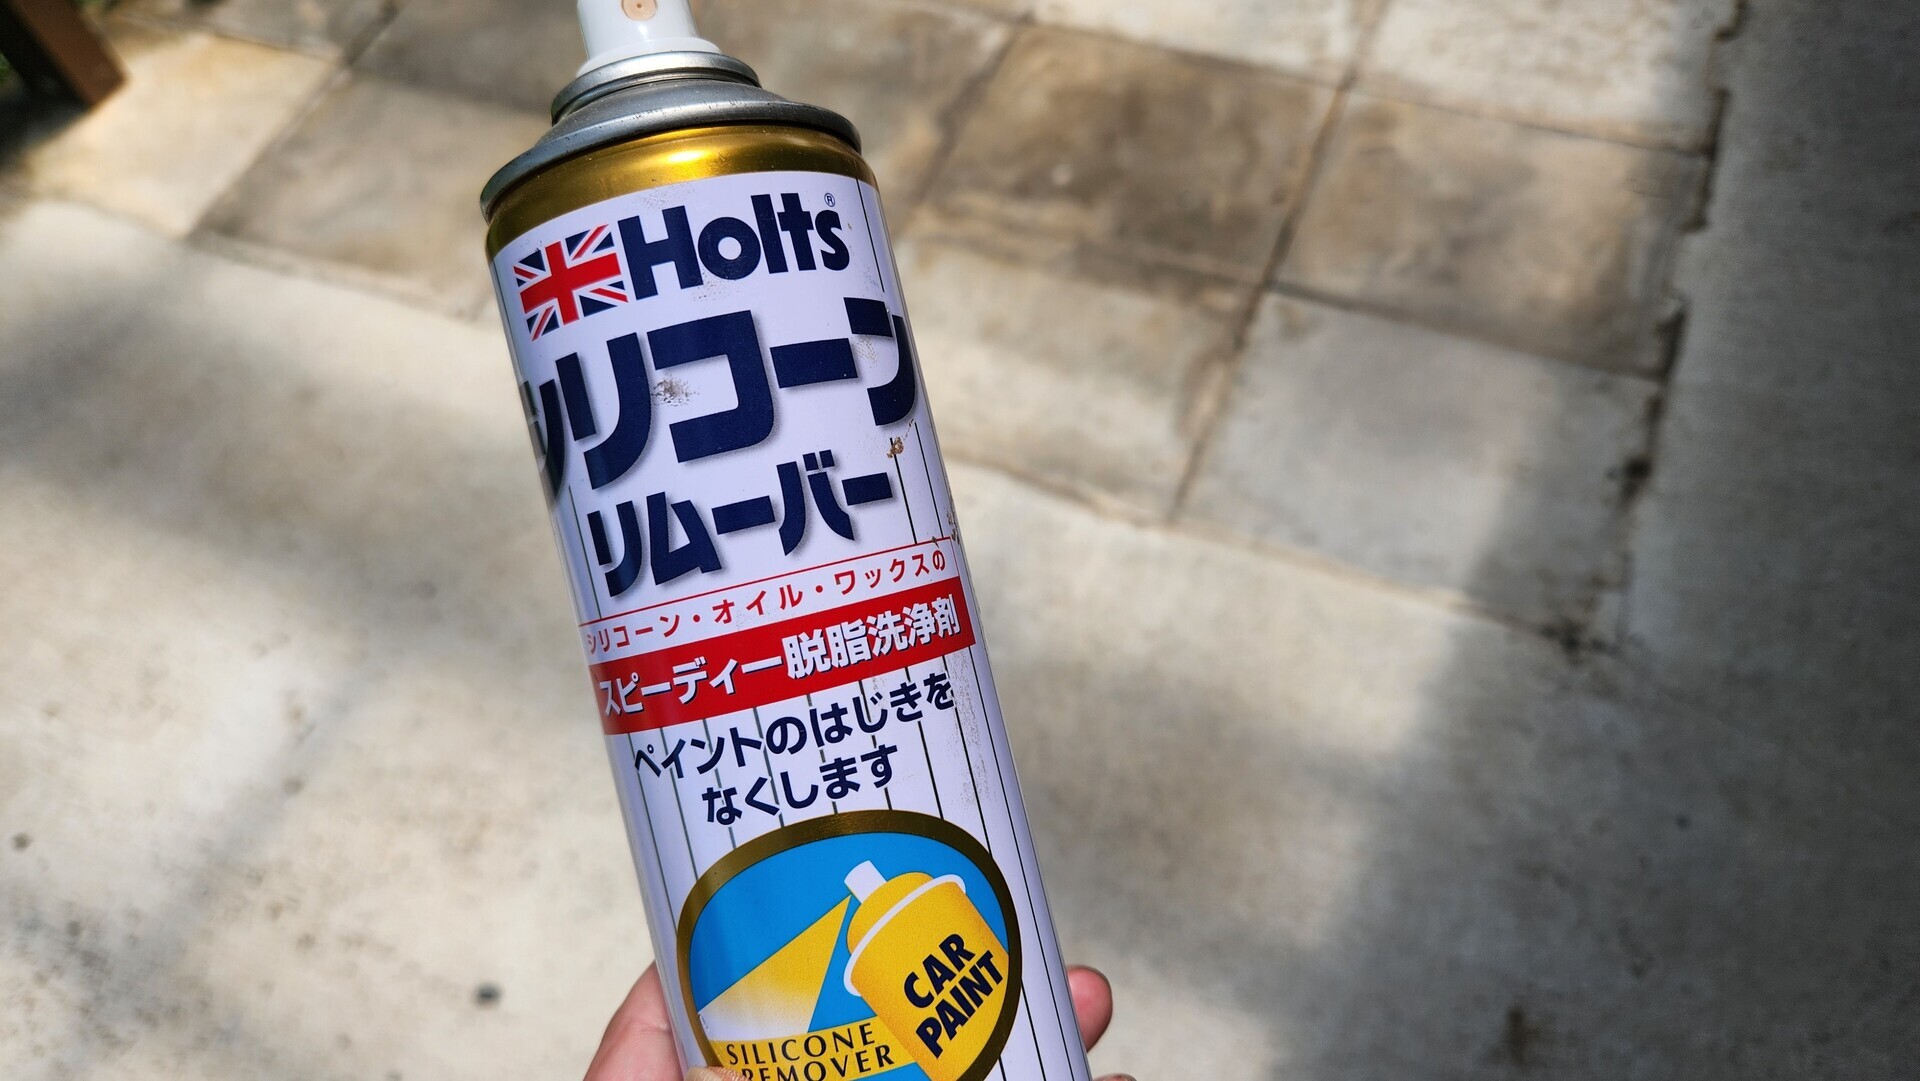 Holts®
シリコーン
リムーバー
シリコーン・オイル・ワックスの
スピーディー脱脂洗浄剤
ペイントのはじきを
なくします
CAR
PAINT
SILICONE
REMOVER